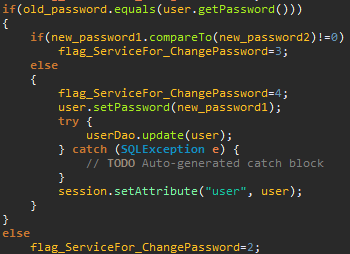 if(old_password.equals(user.getPassword()))
{
    if(new_password1.compareTo(new_password2)!=0)
        flag_ServiceFor_ChangePassword=3;
    else
    {
        flag_ServiceFor_ChangePassword=4;
        user.setPassword(new_password1);
        try {
            userDao.update(user);
        } catch (SQLException e) {
            // TODO Auto-generated catch block
        }
        session.setAttribute("user", user);
    }
}
else
    flag_ServiceFor_ChangePassword=2;